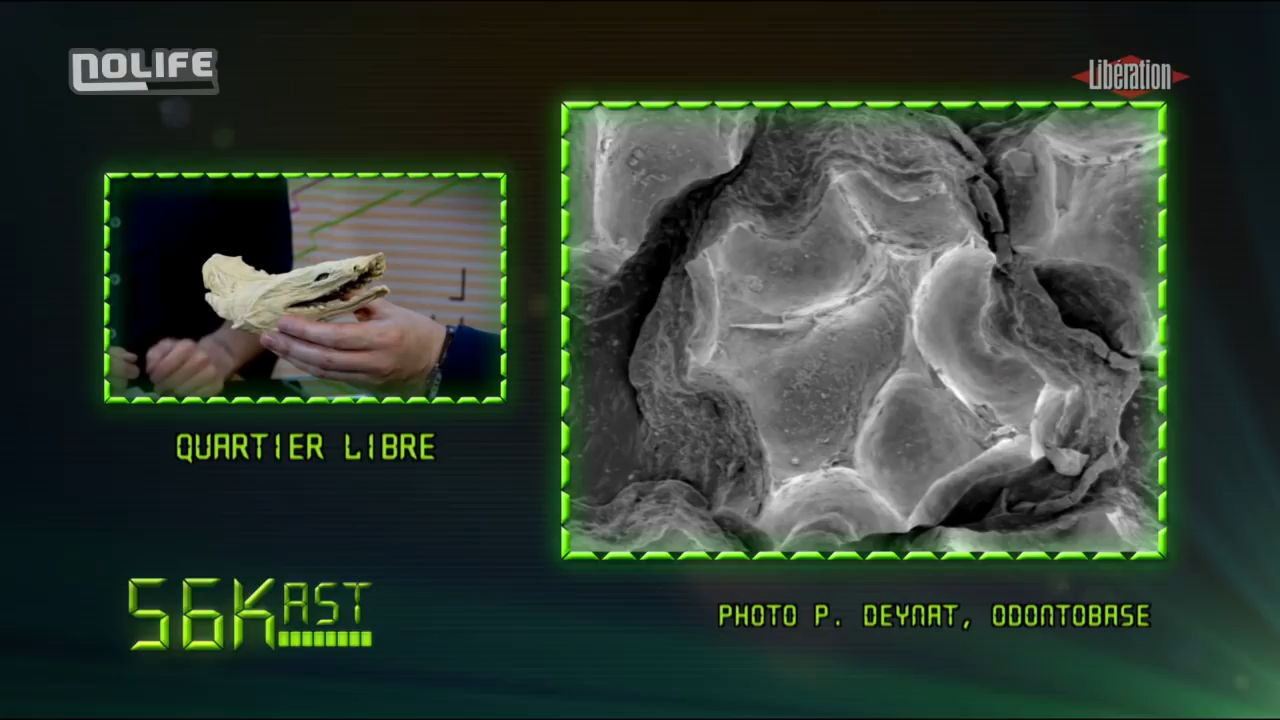 NOLIFE
Libération
QUARTIER LIBRE
56KAST
PHOTO P. DEYNAT, ODONTOBASE